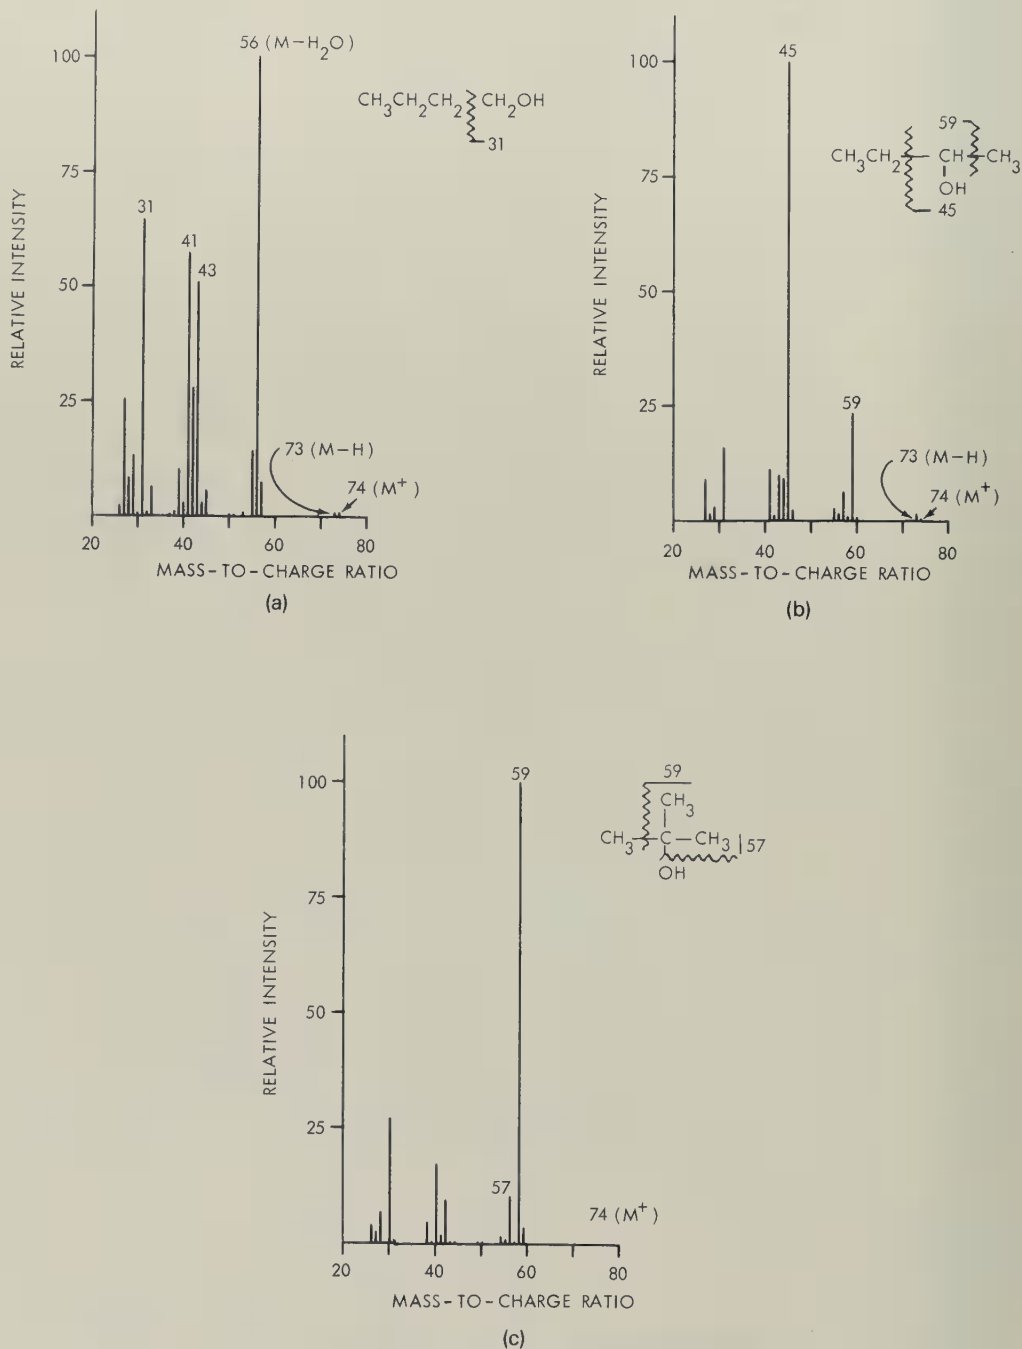 56 (M–H2O)
100
75
50
25
RELATIVE INTENSITY
CH3CH2CH2 CH2OH
31
31
41
43
73 (M–H)
74 (M+)
20 40 60 80
MASS-TO-CHARGE RATIO
(a)
45
100
75
50
25
RELATIVE INTENSITY
59
CH3CH2 — CH — CH3
OH
45
59
73 (M–H)
74 (M+)
20 40 60 80
MASS-TO-CHARGE RATIO
(b)
59
100
75
50
25
RELATIVE INTENSITY
59
CH3
CH3 — C — CH3 57
OH
57
74 (M+)
20 40 60 80
MASS-TO-CHARGE RATIO
(c)